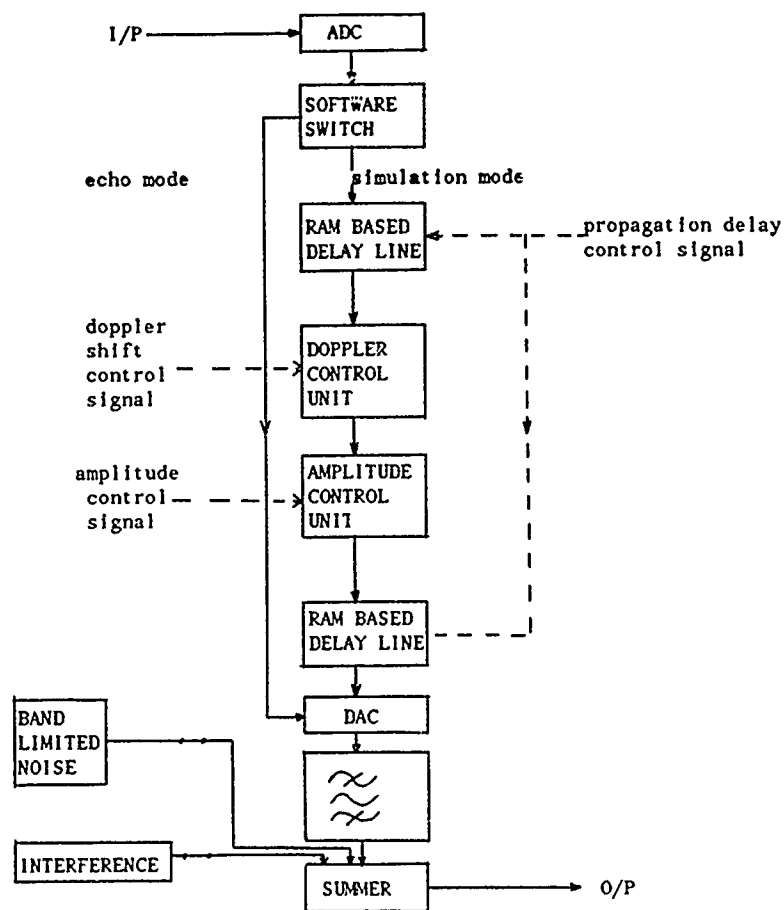 I/P
ADC
SOFTWARE
SWITCH
echo mode
simulation mode
RAM BASED
DELAY LINE
propagation delay
control signal
doppler
shift
control
signal
DOPPLER
CONTROL
UNIT
amplitude
control
signal
AMPLITUDE
CONTROL
UNIT
RAM BASED
DELAY LINE
BAND
LIMITED
NOISE
DAC
INTERFERENCE
SUMMER
O/P